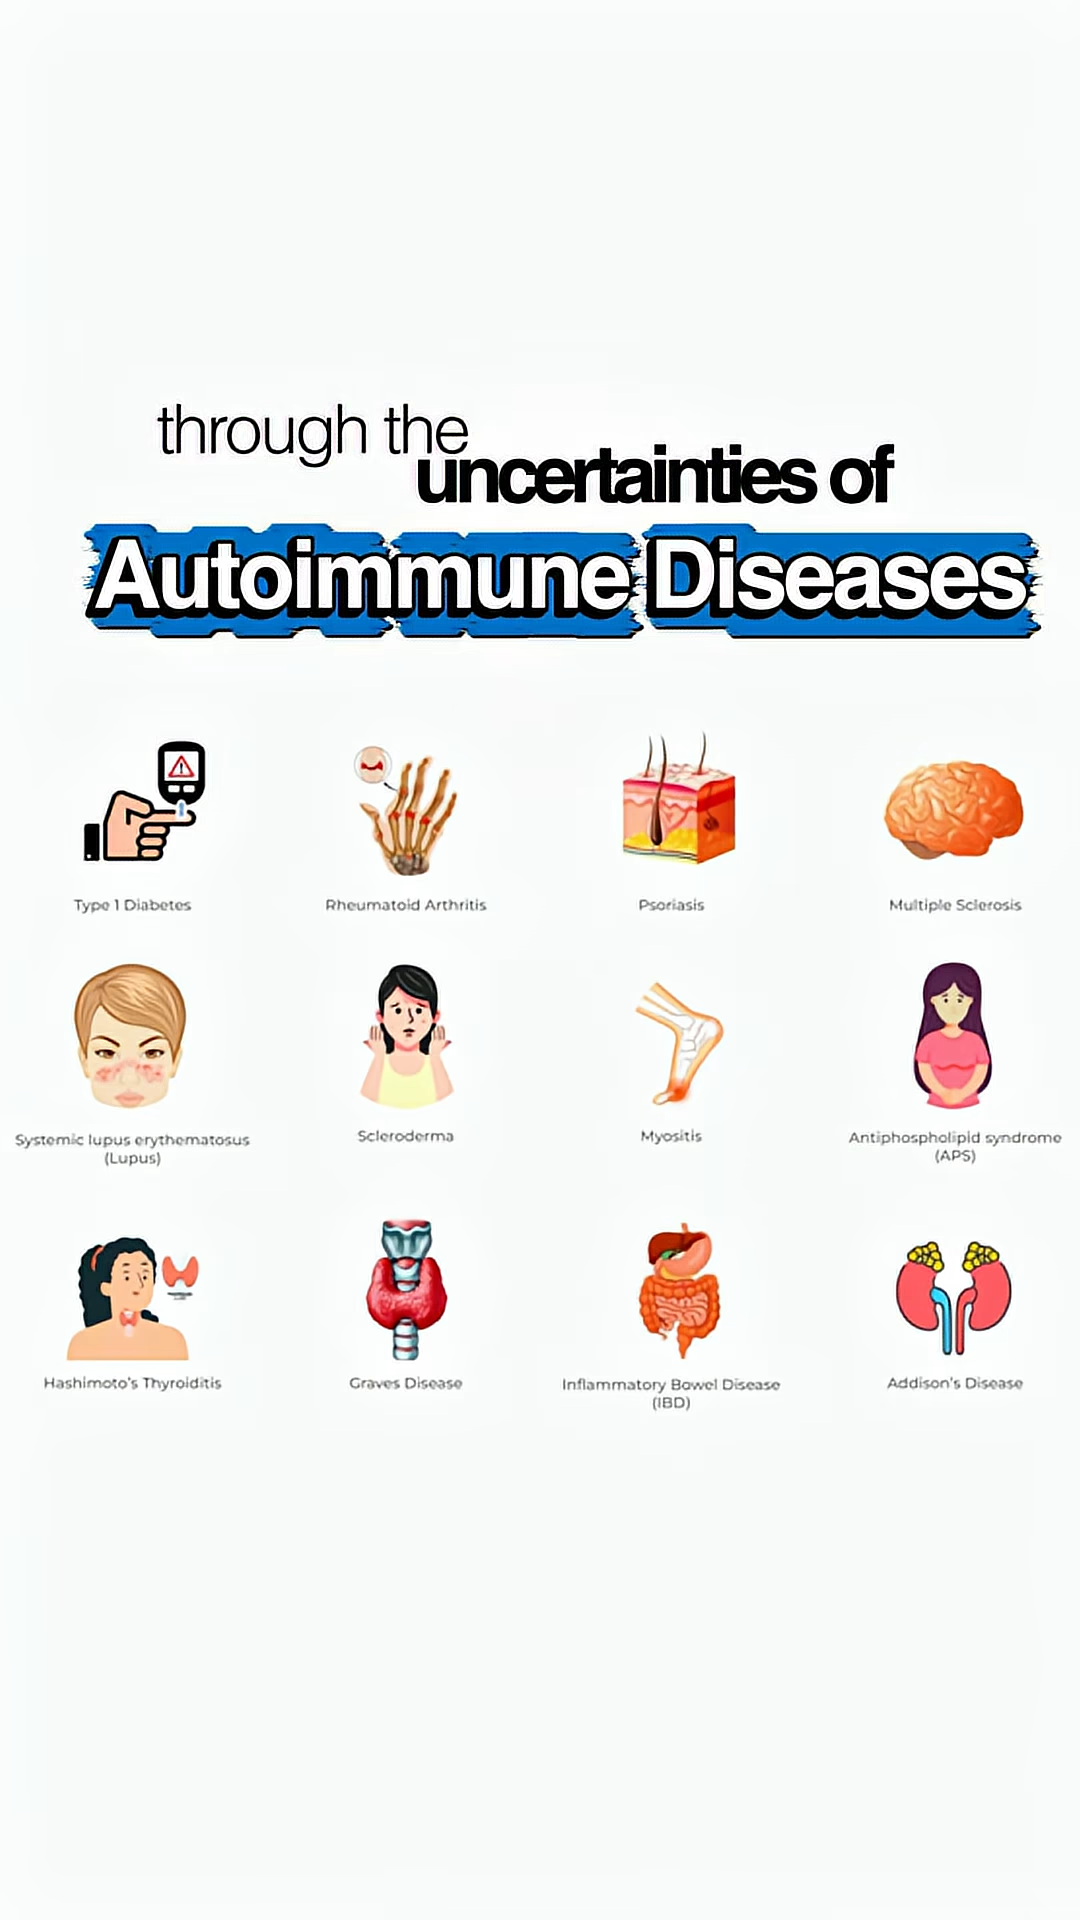 through the
uncertainties of
Autoimmune Diseases
Type 1 Diabetes
Rheumatoid Arthritis
Psoriasis
Multiple Sclerosis
Systemic lupus erythematosus
(Lupus)
Scleroderma
Myositis
Antiphospholipid syndrome
(APS)
Hashimoto's Thyroiditis
Graves Disease
Inflammatory Bowel Disease
(IBD)
Addison's Disease